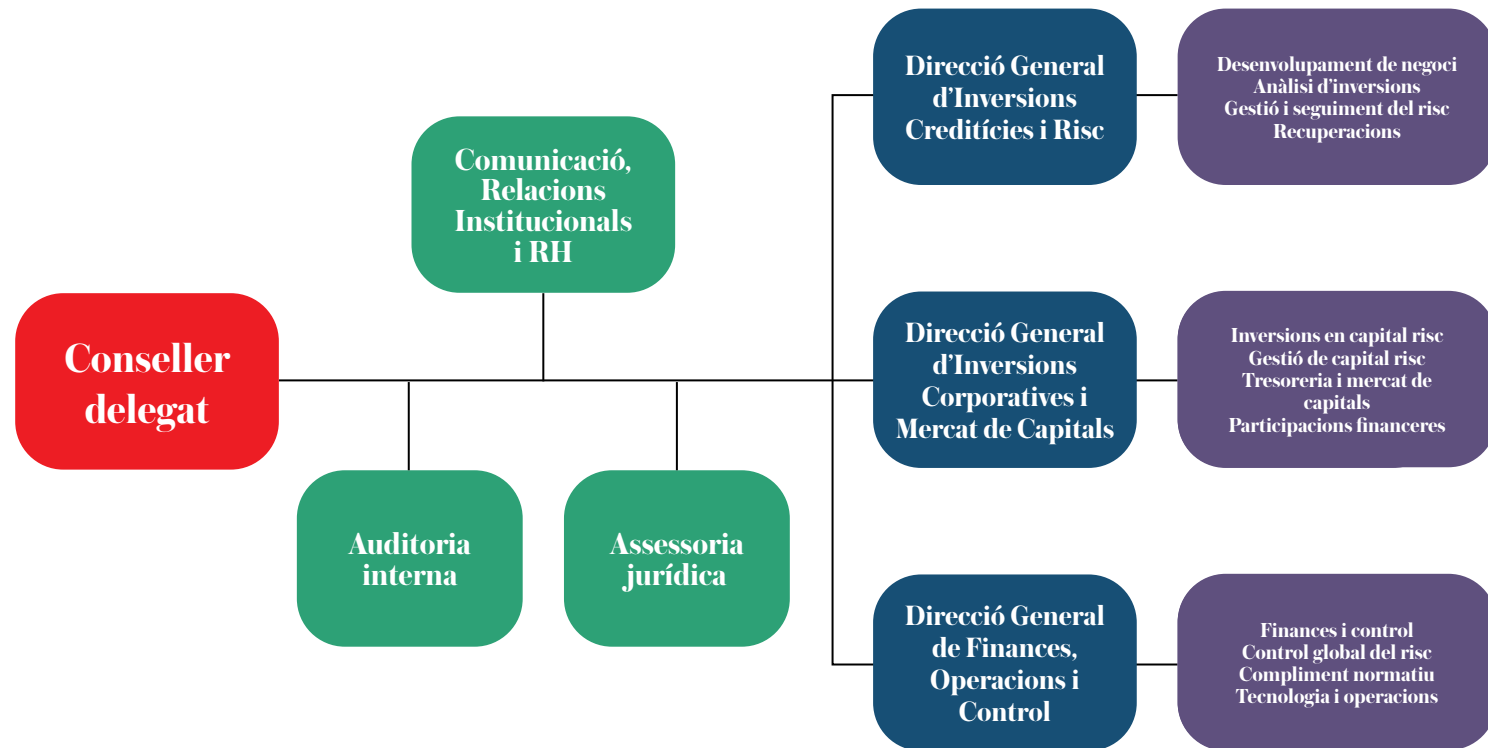 Conseller
delegat
Comunicació,
Relacions
Institucionals
i RH
Auditoria
interna
Assessoria
jurídica
Direcció General
d’Inversions
Creditícies i Risc
Desenvolupament de negoci
Anàlisi d’inversions
Gestió i seguiment del risc
Recuperacions
Direcció General
d’Inversions
Corporatives i
Mercat de Capitals
Inversions en capital risc
Gestió de capital risc
Tresoreria i mercat de
capitals
Participacions financeres
Direcció General
de Finances,
Operacions i
Control
Finances i control
Control global del risc
Compliment normatiu
Tecnologia i operacions